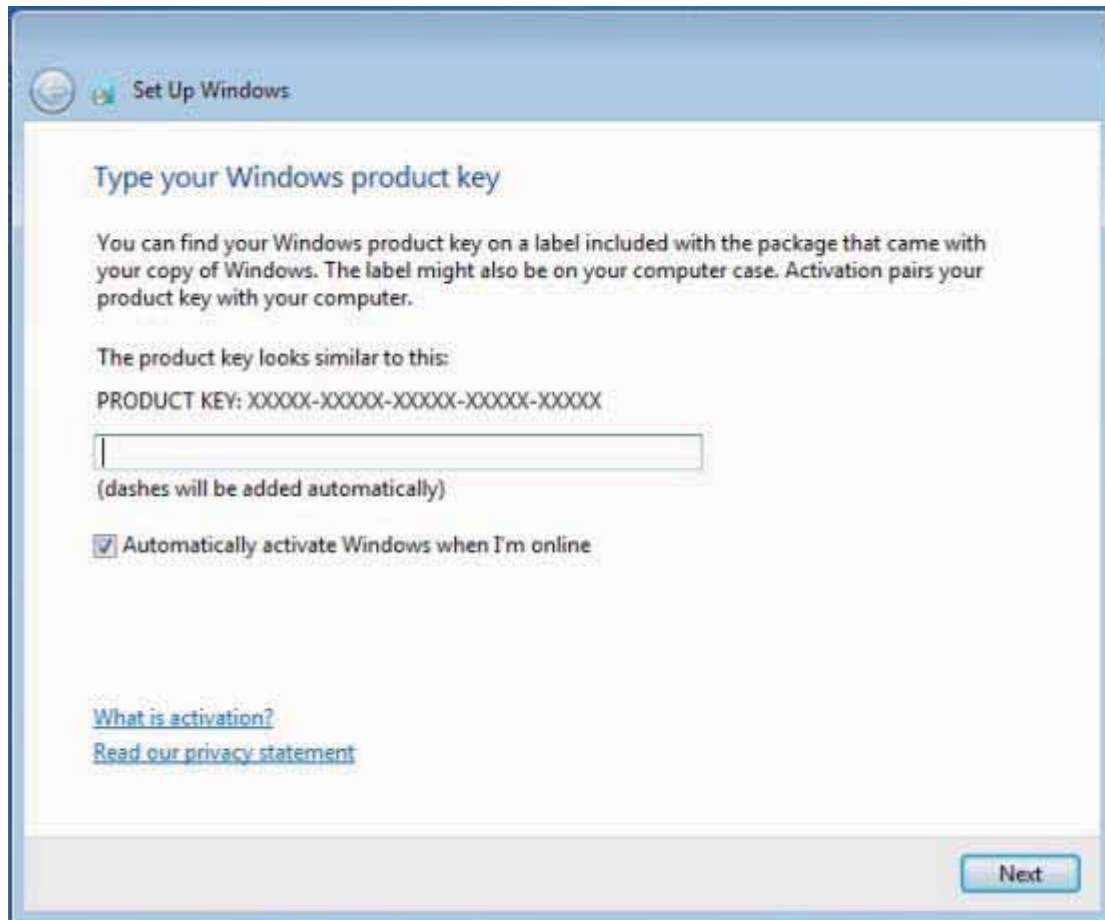 Set Up Windows
Type your Windows product key
You can find your Windows product key on a label included with the package that came with
your copy of Windows. The label might also be on your computer case. Activation pairs your
product key with your computer.
The product key looks similar to this:
PRODUCT KEY: XXXXX-XXXXX-XXXXX-XXXXX-XXXXX
(dashes will be added automatically)
Automatically activate Windows when I'm online
What is activation?
Read our privacy statement
Next